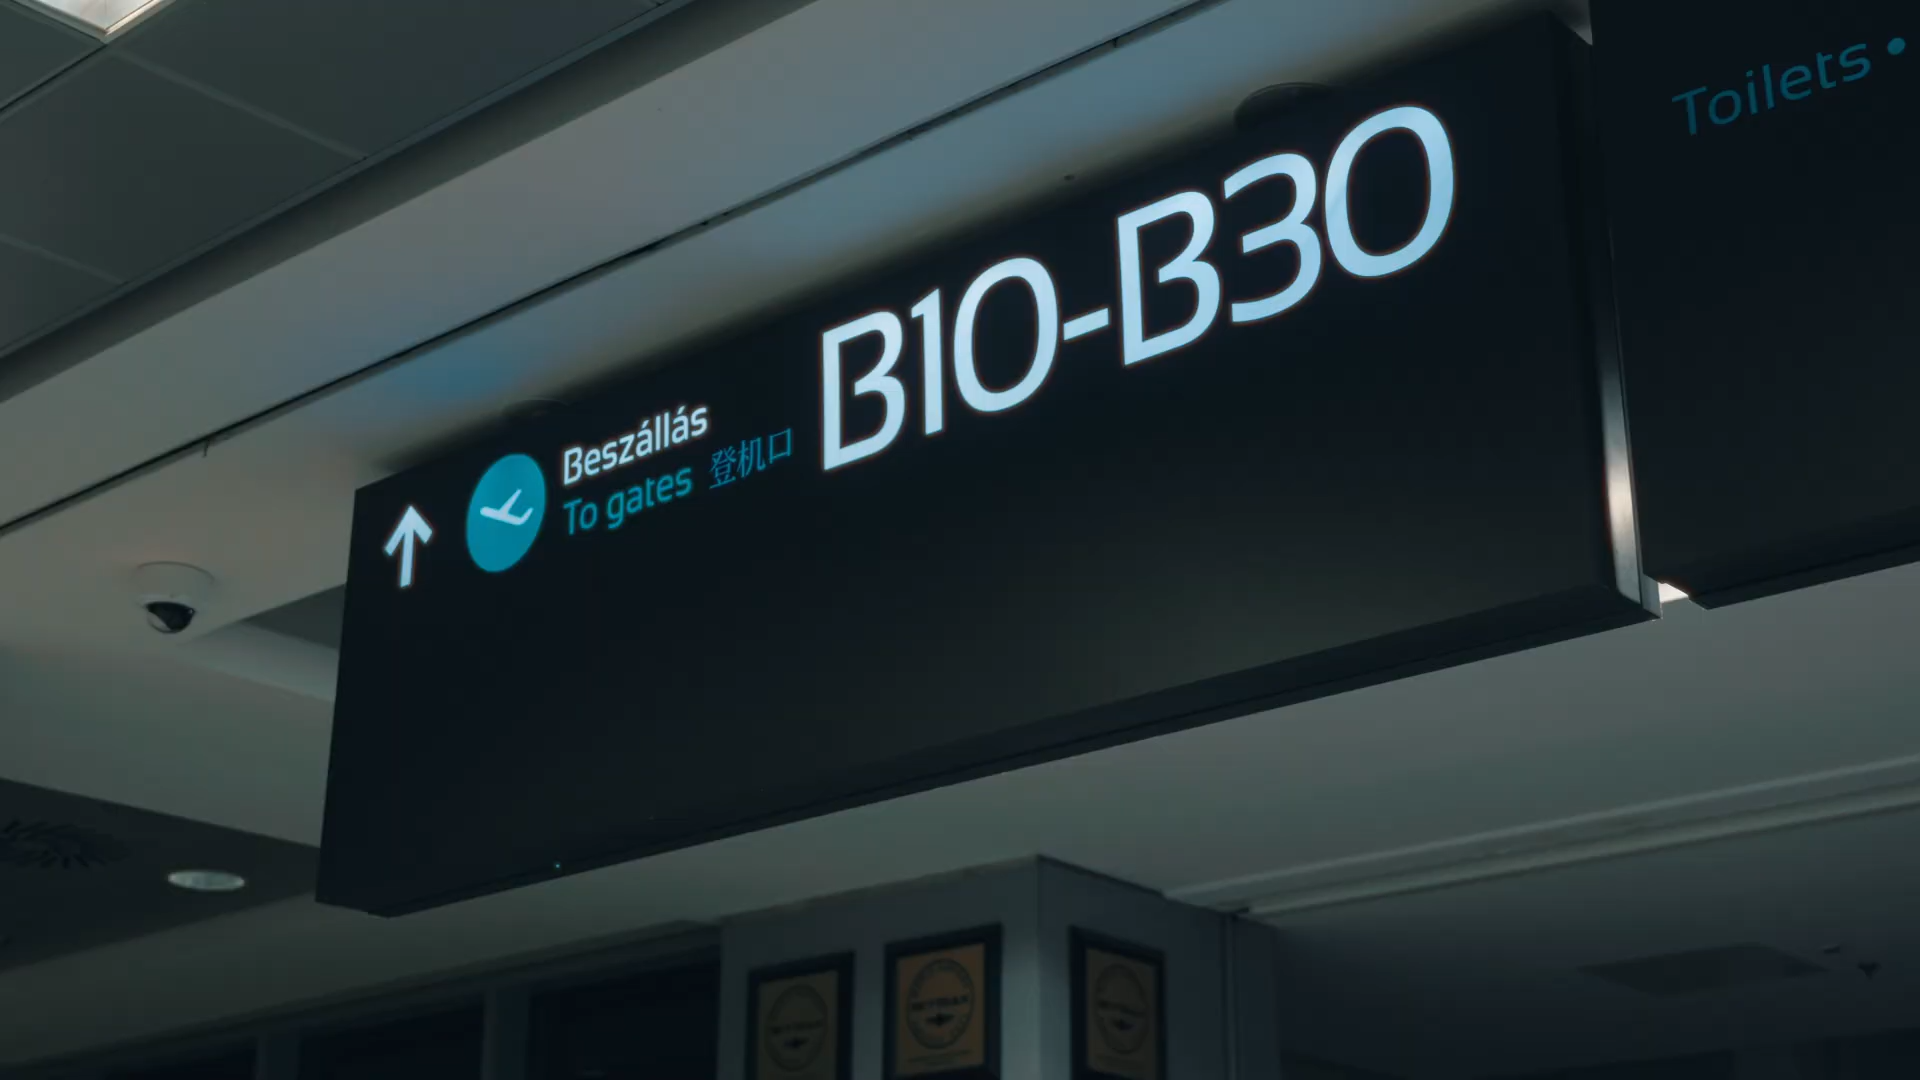 Beszállás
To gates 登机口
B10-B30
Toilets •